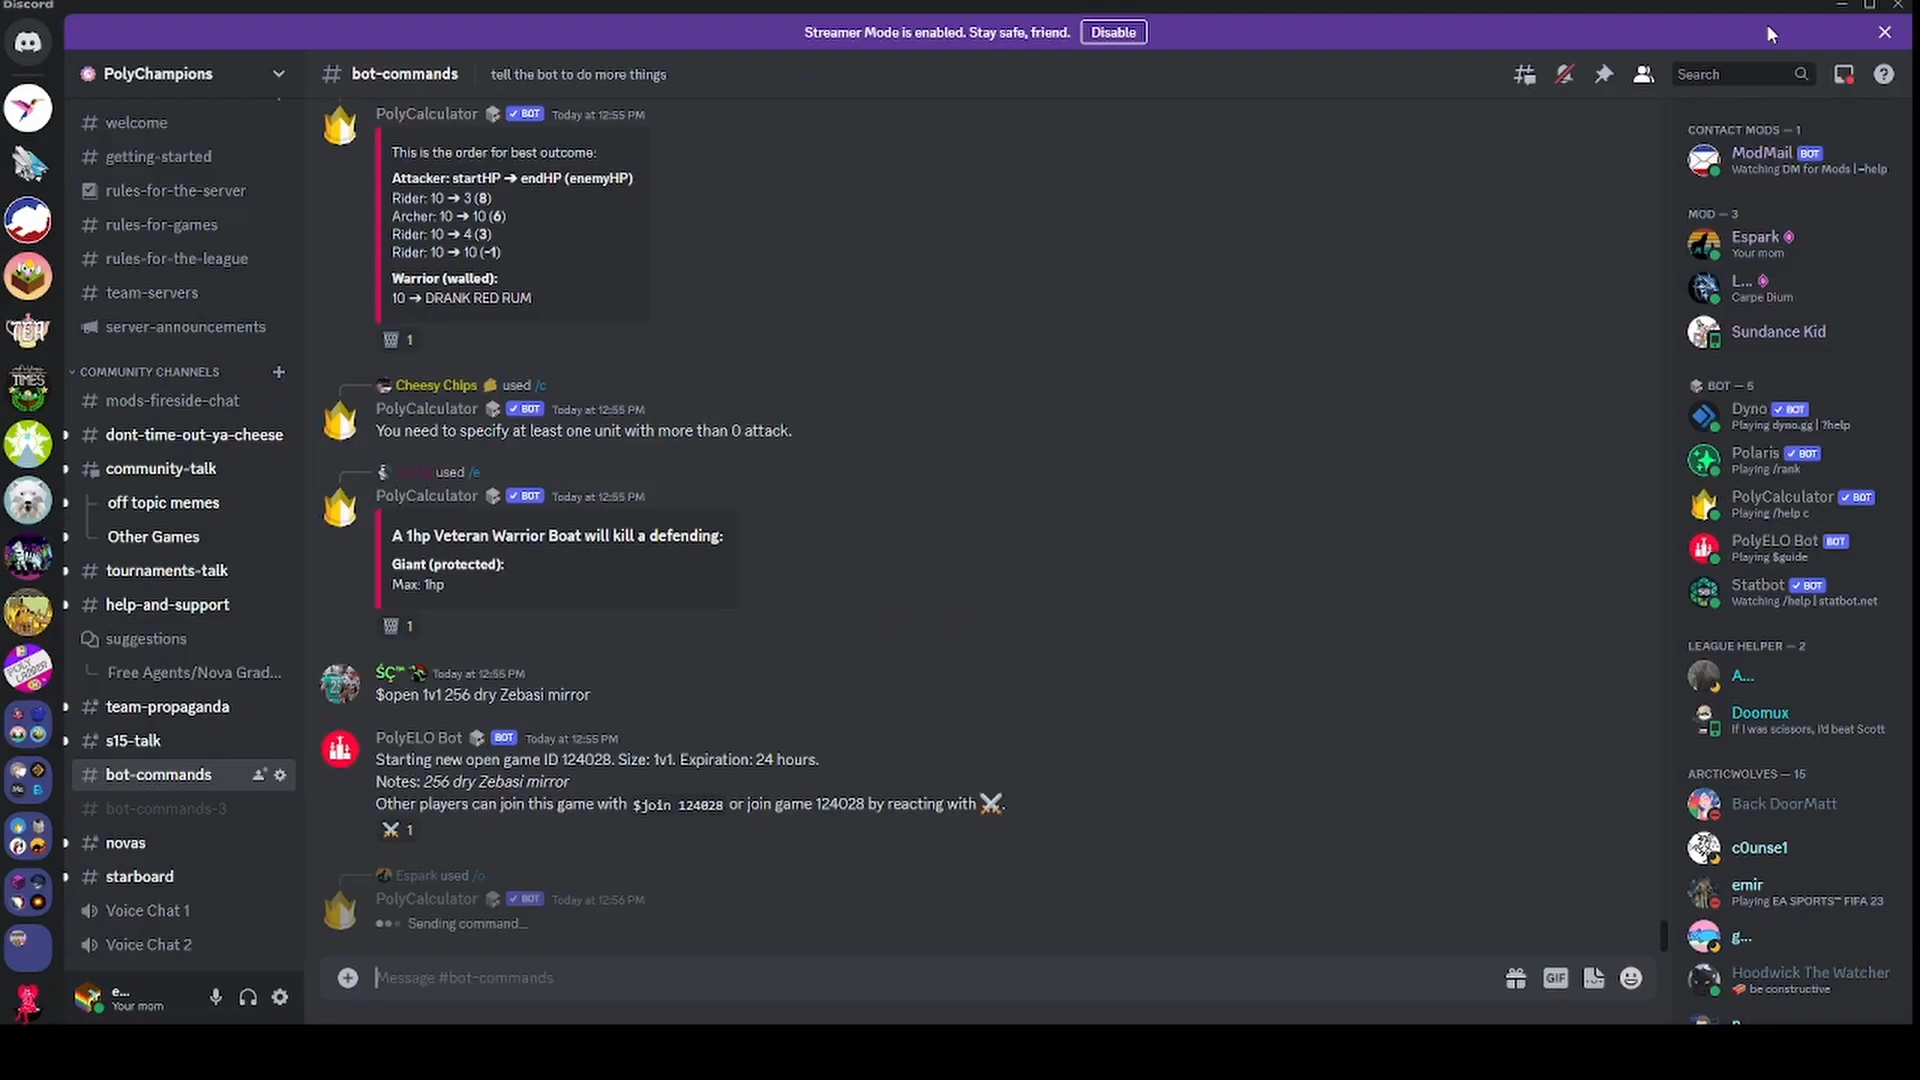 Discord
Streamer Mode is enabled. Stay safe, friend. Disable
PolyChampions
welcome
getting-started
rules-for-the-server
rules-for-games
rules-for-the-league
team-servers
server-announcements
COMMUNITY CHANNELS
mods-fireside-chat
dont-time-out-ya-cheese
community-talk
off topic memes
Other Games
tournaments-talk
help-and-support
suggestions
Free Agents/Nova Grad...
team-propaganda
s15-talk
bot-commands
bot-commands-3
novas
starboard
Voice Chat 1
Voice Chat 2
e...
Your mom
# bot-commands tell the bot to do more things
Search
PolyCalculator BOT Today at 12:55 PM
This is the order for best outcome:
Attacker: startHP ➔ endHP (enemyHP)
Rider: 10 ➔ 3 (8)
Archer: 10 ➔ 10 (6)
Rider: 10 ➔ 4 (3)
Rider: 10 ➔ 10 (-1)
Warrior (walled):
10 ➔ DRANK RED RUM
1
Cheesy Chips used /c
PolyCalculator BOT Today at 12:55 PM
You need to specify at least one unit with more than 0 attack.
used /e
PolyCalculator BOT Today at 12:55 PM
A 1hp Veteran Warrior Boat will kill a defending:
Giant (protected):
Max: 1hp
1
ŚÇ™ Today at 12:55 PM
$open 1v1 256 dry Zebasi mirror
PolyELO Bot BOT Today at 12:55 PM
Starting new open game ID 124028. Size: 1v1. Expiration: 24 hours.
Notes: 256 dry Zebasi mirror
Other players can join this game with $join 124028 or join game 124028 by reacting with ⚔.
1
Espark used /o
PolyCalculator BOT Today at 12:56 PM
Sending command...
Message #bot-commands
GIF
CONTACT MODS — 1
ModMail BOT
Watching DM for Mods | =help
MOD — 3
Espark
Your mom
L...
Carpe Dium
Sundance Kid
BOT — 5
Dyno BOT
Playing dyno.gg | ?help
Polaris BOT
Playing /rank
PolyCalculator BOT
Playing /help c
PolyELO Bot BOT
Playing $guide
Statbot BOT
Watching /help | statbot.net
LEAGUE HELPER — 2
A...
Doomux
If I was scissors, I'd beat Scott
ARCTICWOLVES — 15
Back DoorMatt
c0unse1
emir
Playing EA SPORTS™ FIFA 23
g...
Hoodwick The Watcher
be constructive